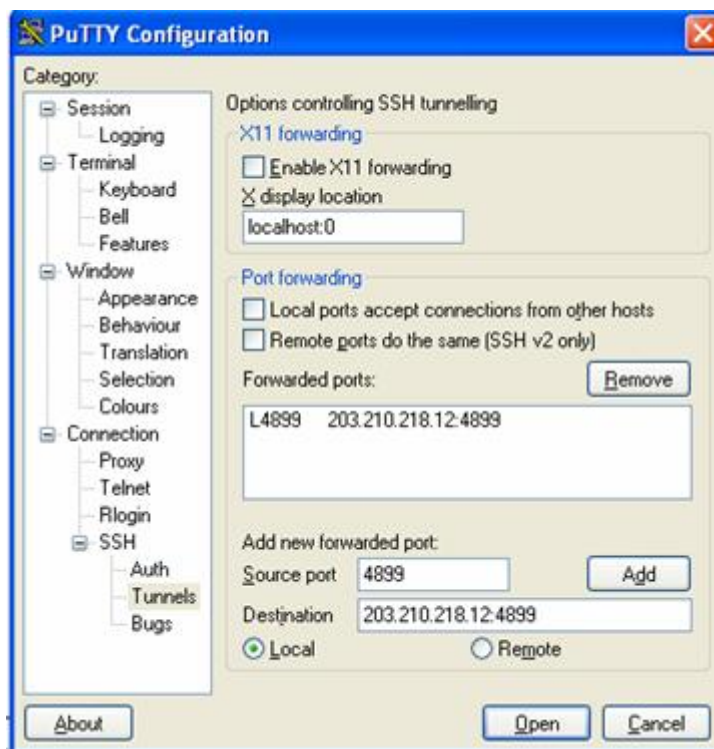 PuTTY Configuration
Category:
Session
Logging
Terminal
Keyboard
Bell
Features
Window
Appearance
Behaviour
Translation
Selection
Colours
Connection
Proxy
Telnet
Rlogin
SSH
Auth
Tunnels
Bugs
Options controlling SSH tunnelling
X11 forwarding
Enable X11 forwarding
X display location
localhost:0
Port forwarding
Local ports accept connections from other hosts
Remote ports do the same (SSH v2 only)
Forwarded ports: Remove
L4899 203.210.218.12:4899
Add new forwarded port:
Source port 4899 Add
Destination 203.210.218.12:4899
Local Remote
About Open Cancel